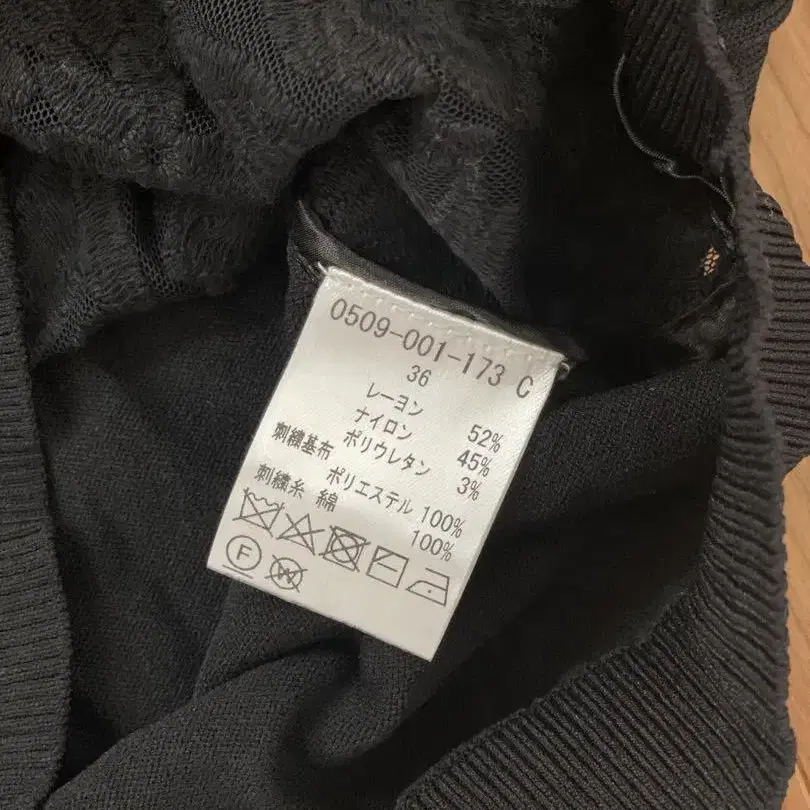 0509-001-173 C
36
レーヨン 52%
ナイロン 45%
ポリウレタン 3%
刺繍基布 ポリエステル 100%
刺繍糸 綿 100%
F
W